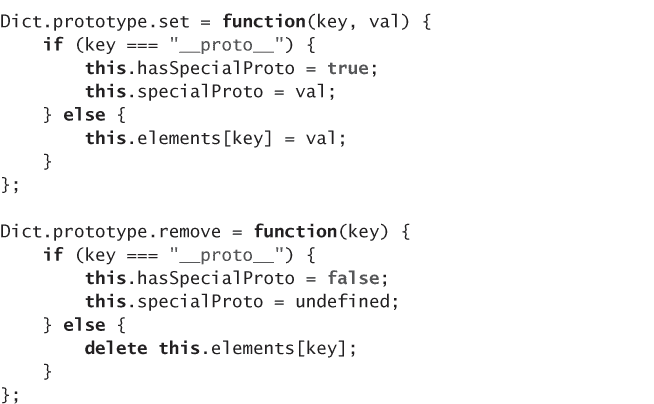 Dict.prototype.set = function(key, val) {
    if (key === "__proto__") {
        this.hasSpecialProto = true;
        this.specialProto = val;
    } else {
        this.elements[key] = val;
    }
};

Dict.prototype.remove = function(key) {
    if (key === "__proto__") {
        this.hasSpecialProto = false;
        this.specialProto = undefined;
    } else {
        delete this.elements[key];
    }
};